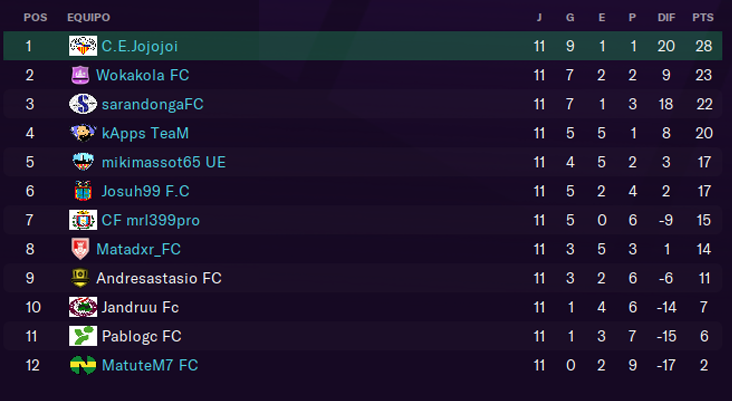 POS EQUIPO J G E P DIF PTS
1 C.E.Jojojoi 11 9 1 1 20 28
2 Wokakola FC 11 7 2 2 9 23
3 sarandongaFC 11 7 1 3 18 22
4 kApps TeaM 11 5 5 1 8 20
5 mikimassot65 UE 11 4 5 2 3 17
6 Josuh99 F.C 11 5 2 4 2 17
7 CF mrl399pro 11 5 0 6 -9 15
8 Matadxr_FC 11 3 5 3 1 14
9 Andresastasio FC 11 3 2 6 -6 11
10 Jandruu Fc 11 1 4 6 -14 7
11 Pablogc FC 11 1 3 7 -15 6
12 MatuteM7 FC 11 0 2 9 -17 2